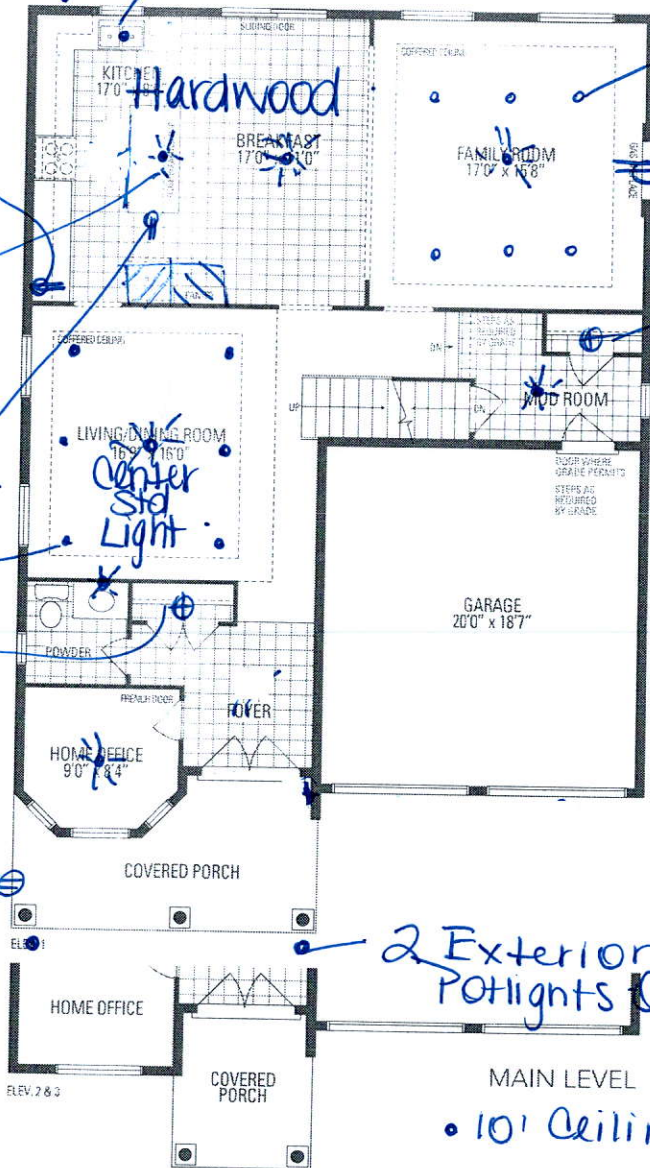 SLIDING DOOR
COFFERED CEILING
KITCHEN
17'0"
Hardwood
BREAKFAST
17'0" x 11'0"
FAMILY ROOM
17'0" x 15'8"
GAS FIREPLACE
COFFERED CEILING
STEPS AS
REQUIRED
BY GRADE
DN
UP
DN
MUD ROOM
LIVING/DINING ROOM
16'0"
Center
Std
Light
DOOR WHERE
GRADE PERMITS
STEPS AS
REQUIRED
BY GRADE
GARAGE
20'0" x 18'7"
POWDER
FRENCH DOOR
FOYER
HOME OFFICE
9'0" x 8'4"
COVERED PORCH
ELEV. 1
2 Exterior
Potlights
HOME OFFICE
COVERED
PORCH
ELEV. 2 & 3
MAIN LEVEL
• 10'